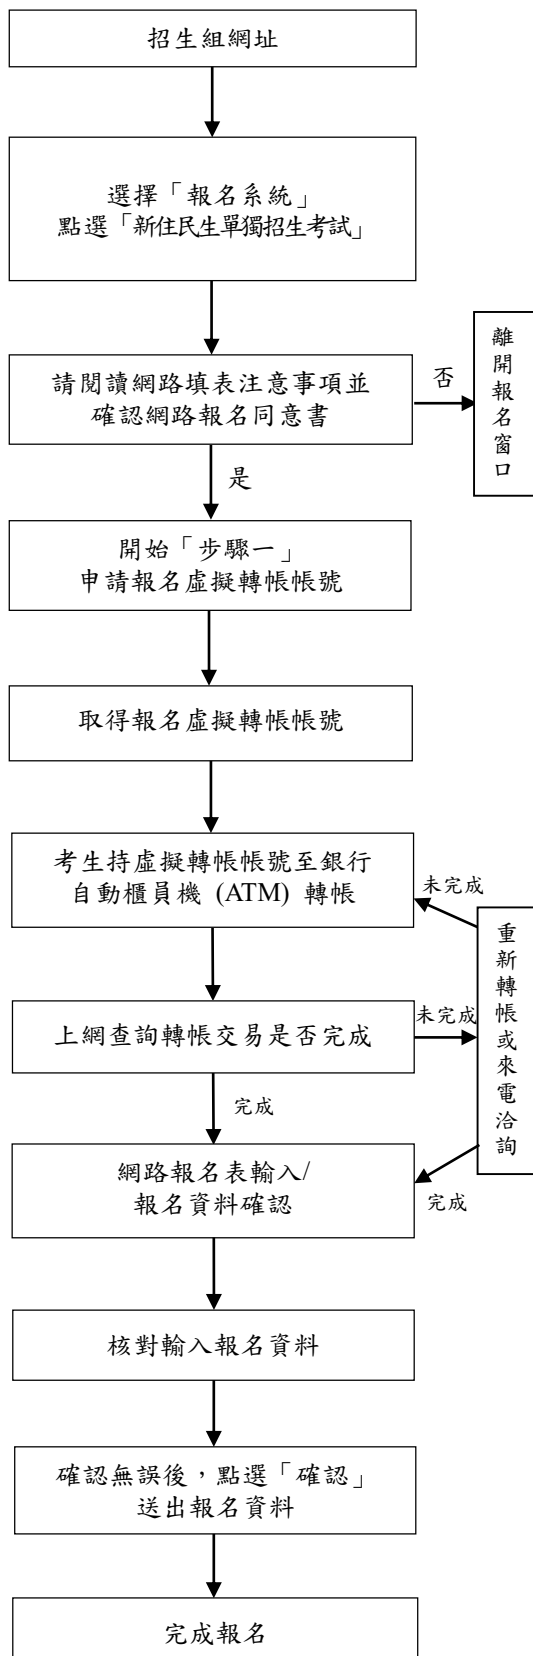 招生組網址
選擇「報名系統」
點選「新住民生單獨招生考試」
請閱讀網路填表注意事項並
確認網路報名同意書
否
離開報名窗口
是
開始「步驟一」
申請報名虛擬轉帳帳號
取得報名虛擬轉帳帳號
考生持虛擬轉帳帳號至銀行
自動櫃員機 (ATM) 轉帳
未完成
上網查詢轉帳交易是否完成
未完成
重新轉帳或來電洽詢
完成
網路報名表輸入/
報名資料確認
完成
核對輸入報名資料
確認無誤後，點選「確認」
送出報名資料
完成報名